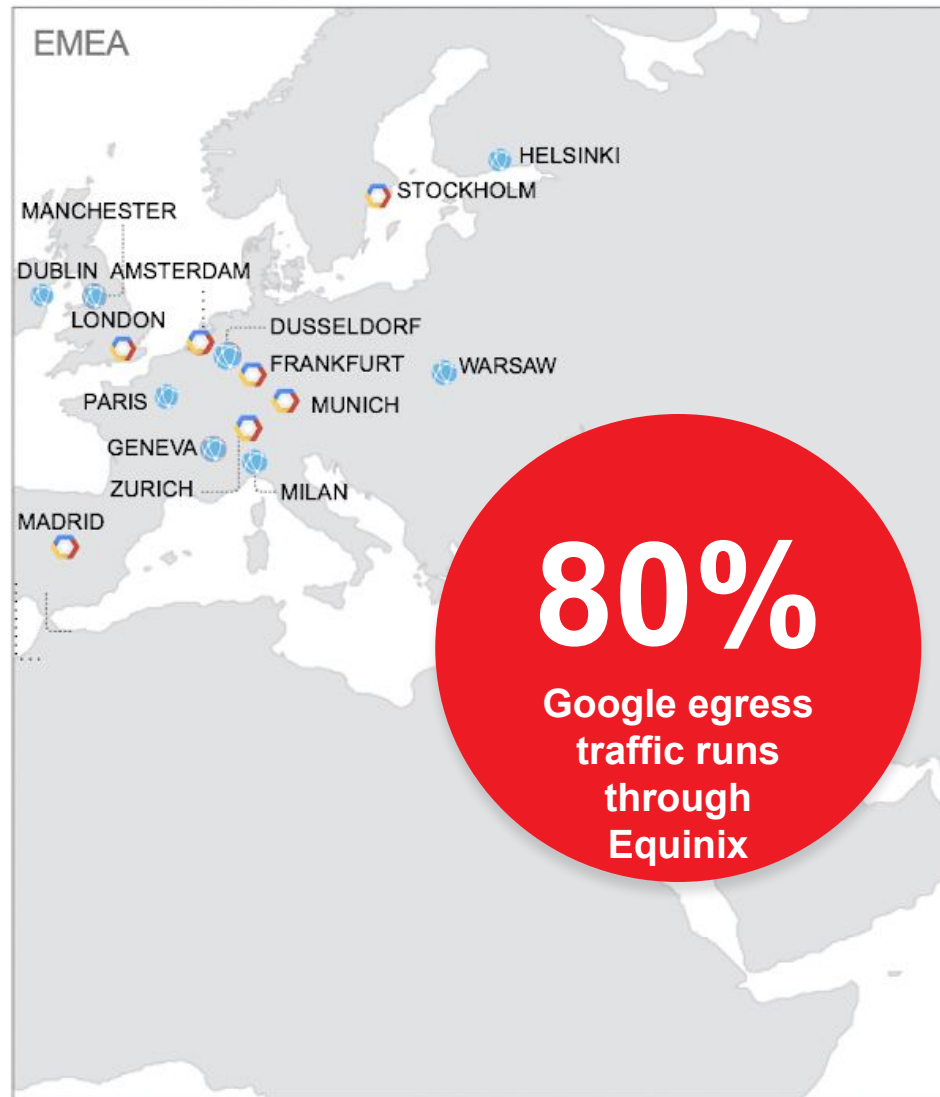 EMEA
HELSINKI
STOCKHOLM
MANCHESTER
DUBLIN AMSTERDAM
LONDON
DUSSELDORF
FRANKFURT
WARSAW
PARIS
MUNICH
GENEVA
ZURICH
MILAN
MADRID
80%
Google egress
traffic runs
through
Equinix